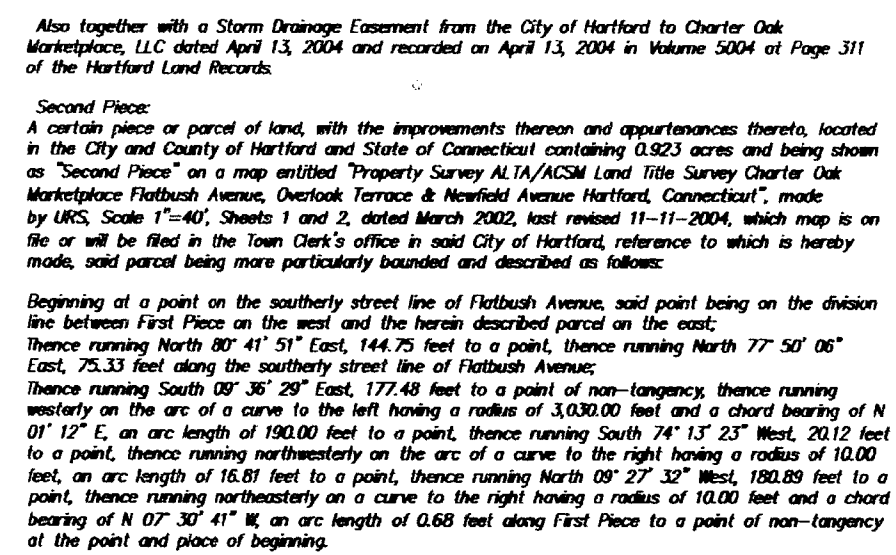 Also together with a Storm Drainage Easement from the City of Hartford to Charter Oak
Marketplace, LLC dated April 13, 2004 and recorded on April 13, 2004 in Volume 5004 at Page 311
of the Hartford Land Records.
Second Piece:
A certain piece or parcel of land, with the improvements thereon and appurtenances thereto, located
in the City and County of Hartford and State of Connecticut containing 0.923 acres and being shown
as "Second Piece" on a map entitled "Property Survey ALTA/ACSM Land Title Survey Charter Oak
Marketplace Flatbush Avenue, Overlook Terrace & Newfield Avenue Hartford, Connecticut", made
by URS, Scale 1"=40', Sheets 1 and 2, dated March 2002, last revised 11-11-2004, which map is on
file or will be filed in the Town Clerk's office in said City of Hartford, reference to which is hereby
made, said parcel being more particularly bounded and described as follows:
Beginning at a point on the southerly street line of Flatbush Avenue, said point being on the division
line between First Piece on the west and the herein described parcel on the east;
Thence running North 80° 41' 51" East, 144.75 feet to a point, thence running North 77° 50' 06"
East, 75.33 feet along the southerly street line of Flatbush Avenue;
Thence running South 09° 36' 29" East, 177.48 feet to a point of non-tangency, thence running
westerly on the arc of a curve to the left having a radius of 3,030.00 feet and a chord bearing of N
01' 12" E, an arc length of 190.00 feet to a point, thence running South 74° 13' 23" West, 20.12 feet
to a point, thence running northwesterly on the arc of a curve to the right having a radius of 10.00
feet, an arc length of 16.81 feet to a point, thence running North 09° 27' 32" West, 180.89 feet to a
point, thence running northeasterly on a curve to the right having a radius of 10.00 feet and a chord
bearing of N 07° 30' 41" W, an arc length of 0.68 feet along First Piece to a point of non-tangency
at the point and place of beginning.